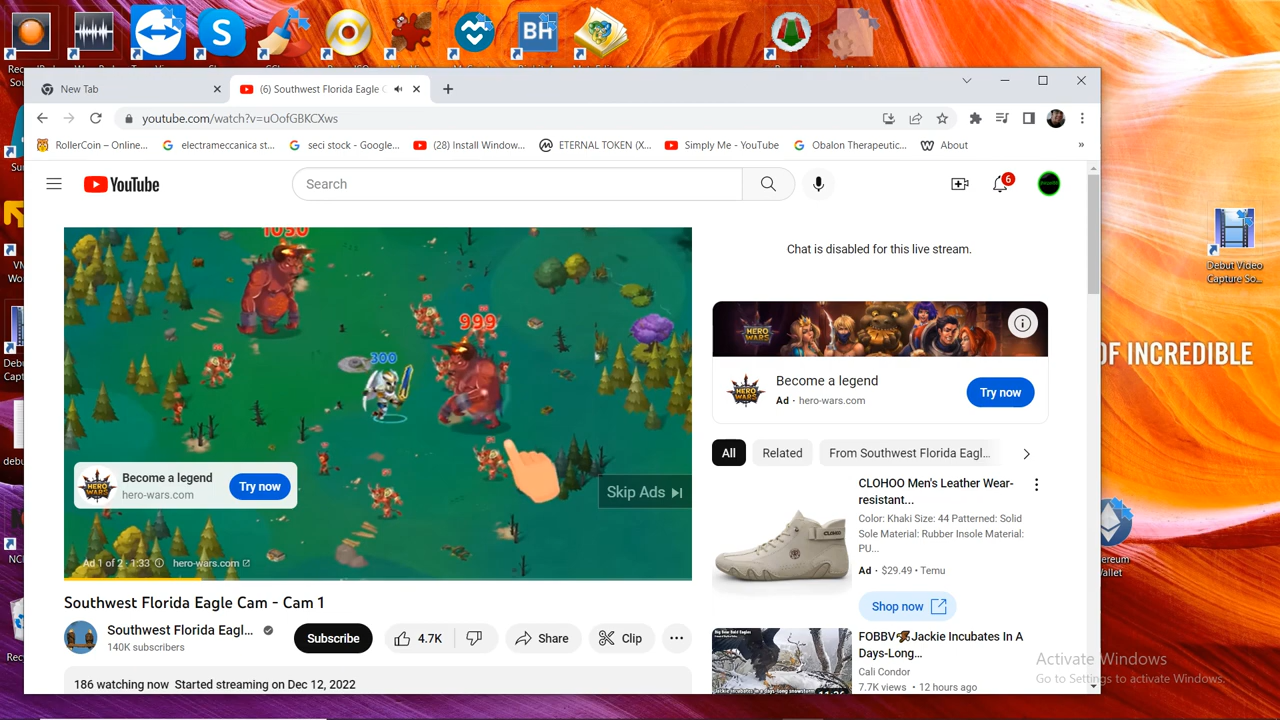 BH
New Tab
(6) Southwest Florida Eagle C
youtube.com/watch?v=uOofGBKCXws
RollerCoin – Online...
electrameccanica st...
seci stock - Google...
(28) Install Window...
ETERNAL TOKEN (X...
Simply Me - YouTube
Obalon Therapeutic...
About
»
YouTube
Search
6
1030
999
300
Chat is disabled for this live stream.
HERO WARS
Become a legend
Ad · hero-wars.com
Try now
Become a legend
hero-wars.com
Try now
Skip Ads
Ad 1 of 2 · 1:33
hero-wars.com
All
Related
From Southwest Florida Eagl...
CLOHOO Men's Leather Wear-
resistant...
Color: Khaki Size: 44 Patterned: Solid
Sole Material: Rubber Insole Material:
PU...
Ad · $29.49 • Temu
Shop now
Southwest Florida Eagle Cam - Cam 1
Southwest Florida Eagl...
140K subscribers
Subscribe
4.7K
Share
Clip
186 watching now Started streaming on Dec 12, 2022
FOBBV🦅Jackie Incubates In A
Days-Long...
Cali Condor
7.7K views • 12 hours ago
Debut Video
Capture So...
OF INCREDIBLE
Activate Windows
Go to Settings to activate Windows.